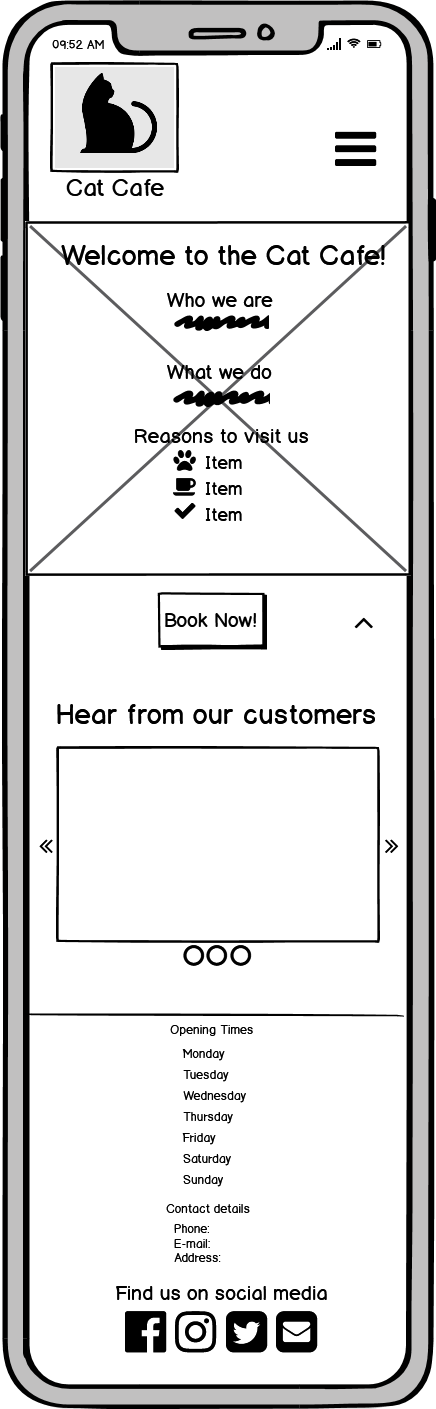 09:52 AM
Cat Cafe
Welcome to the Cat Cafe!
Who we are
What we do
Reasons to visit us
Item
Item
Item
Book Now!
Hear from our customers
Opening Times
Monday
Tuesday
Wednesday
Thursday
Friday
Saturday
Sunday
Contact details
Phone:
E-mail:
Address:
Find us on social media